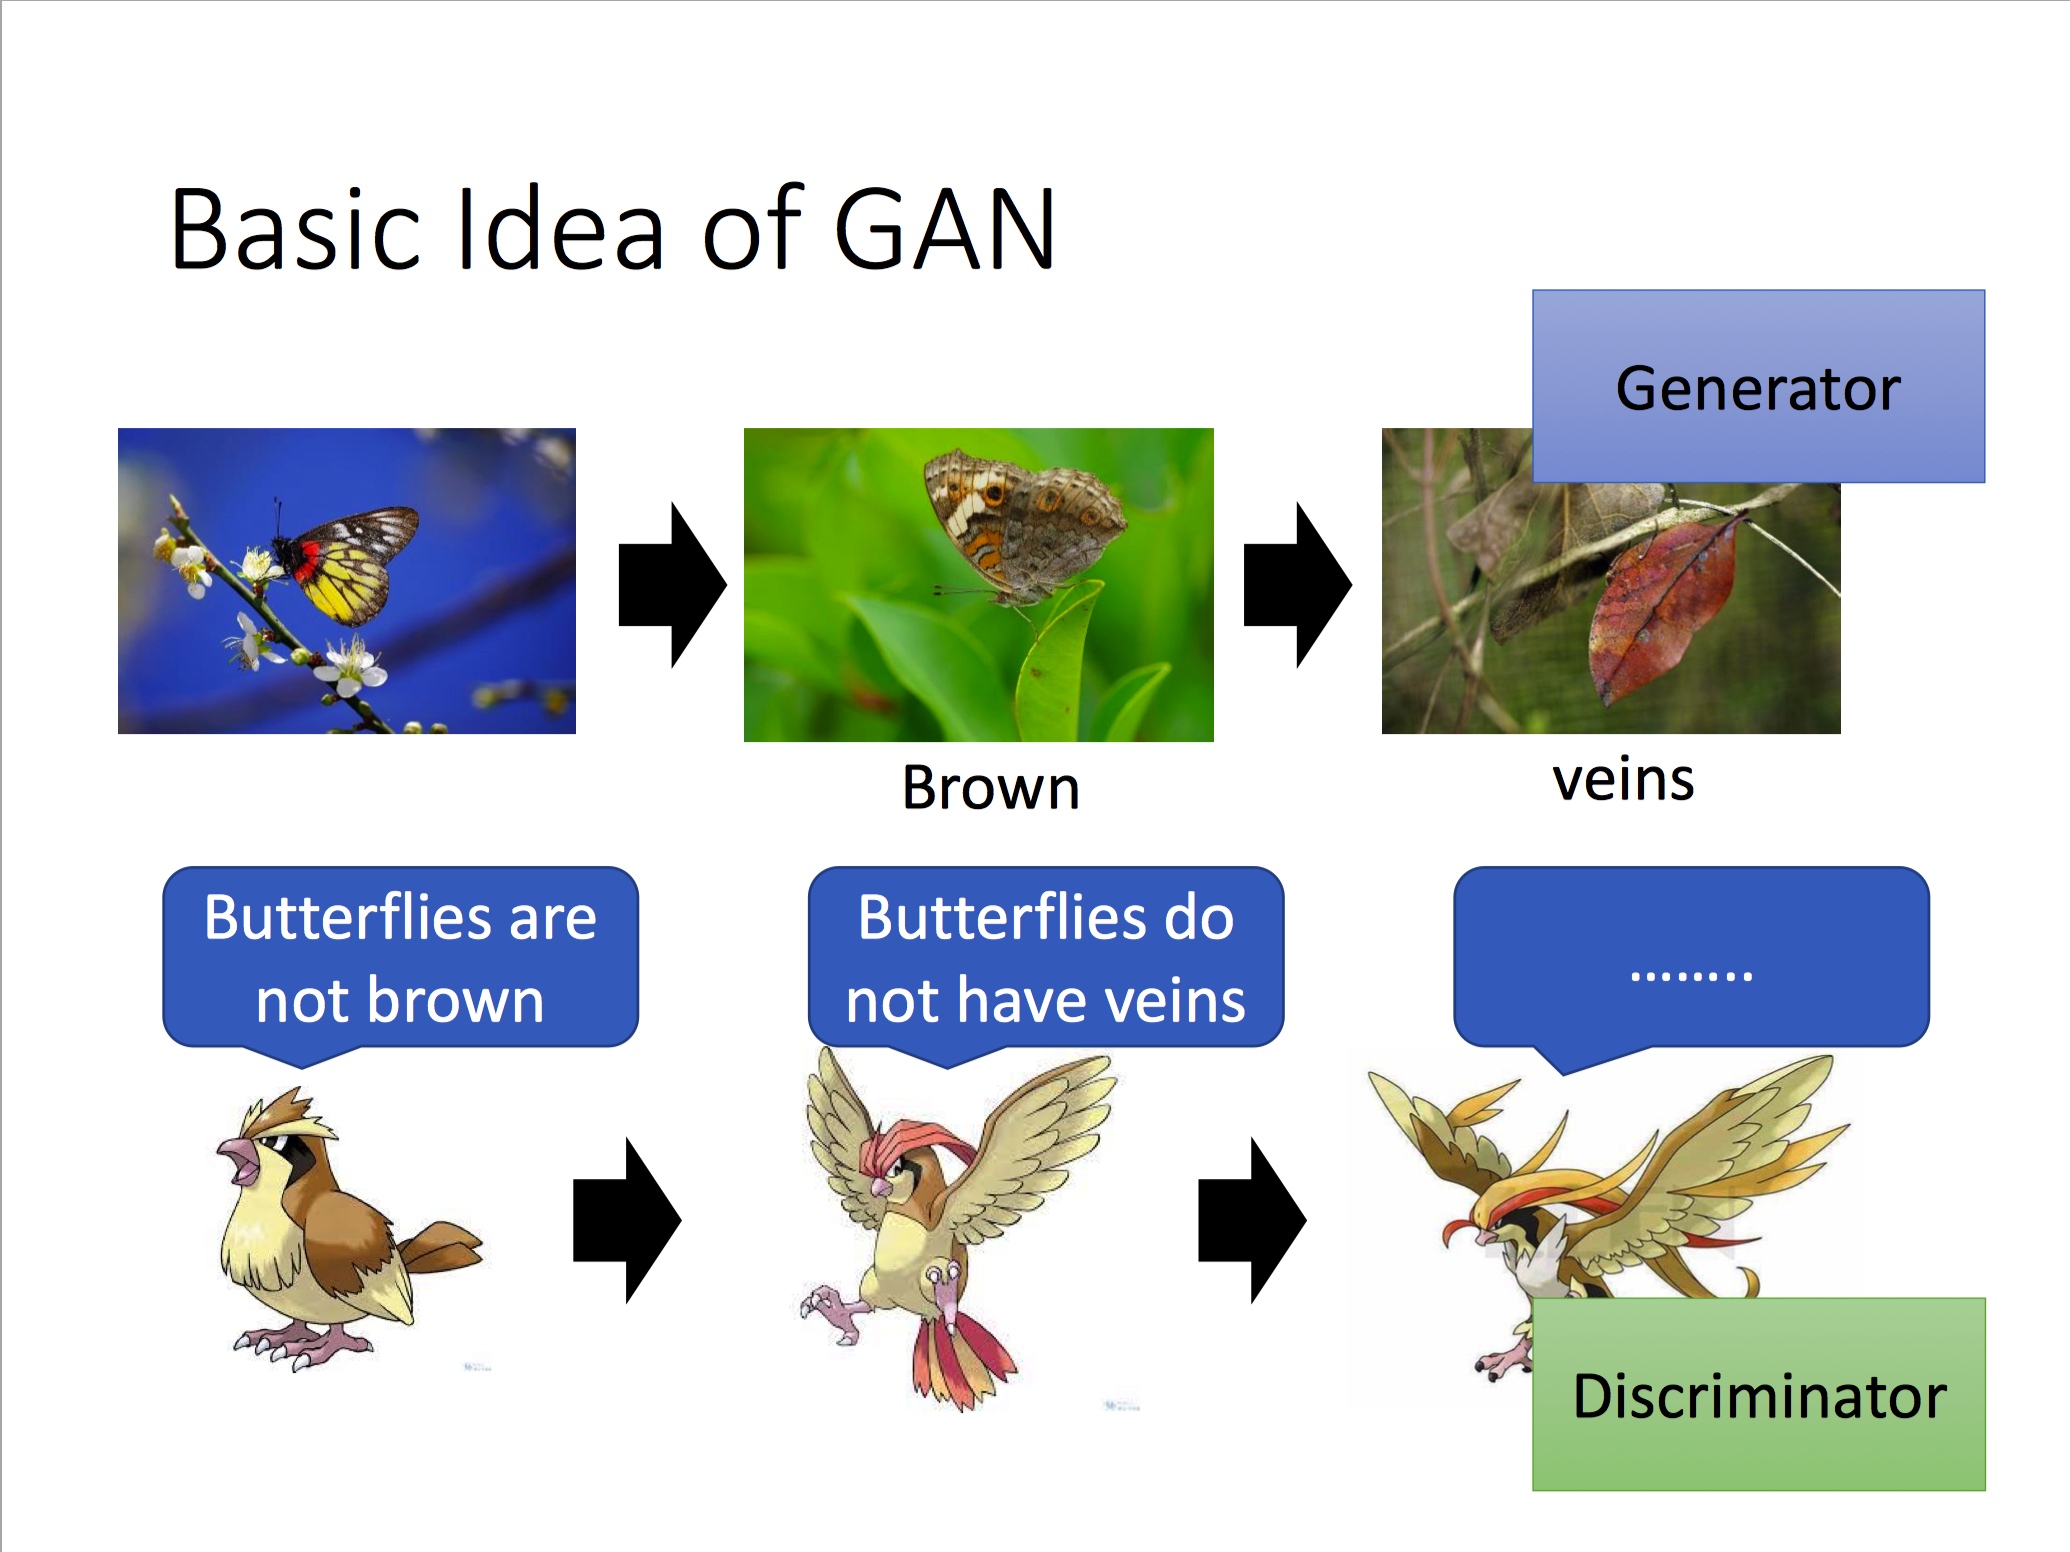 Basic Idea of GAN
Generator
Brown
veins
Butterflies are
not brown
Butterflies do
not have veins
........
Discriminator